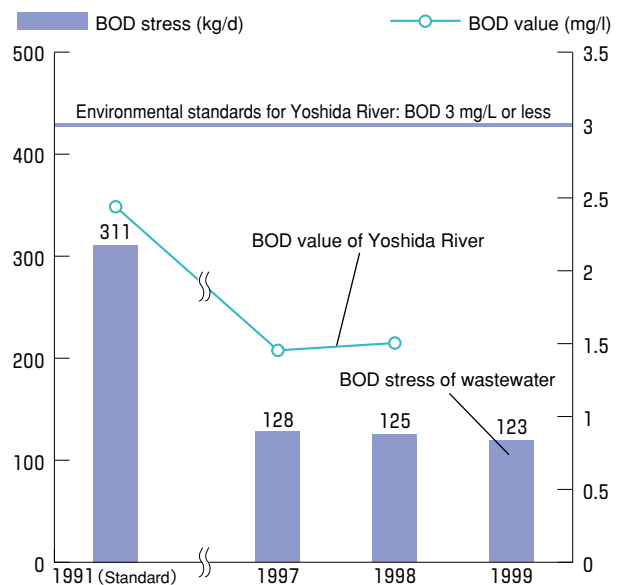 BOD stress (kg/d) BOD value (mg/l)
500 3.5
Environmental standards for Yoshida River: BOD 3 mg/L or less
3
400
2.5
311
BOD value of Yoshida River
300
2
200 1.5
BOD stress of wastewater
128 125 123
1
100
0.5
0 0
1991 (Standard) 1997 1998 1999